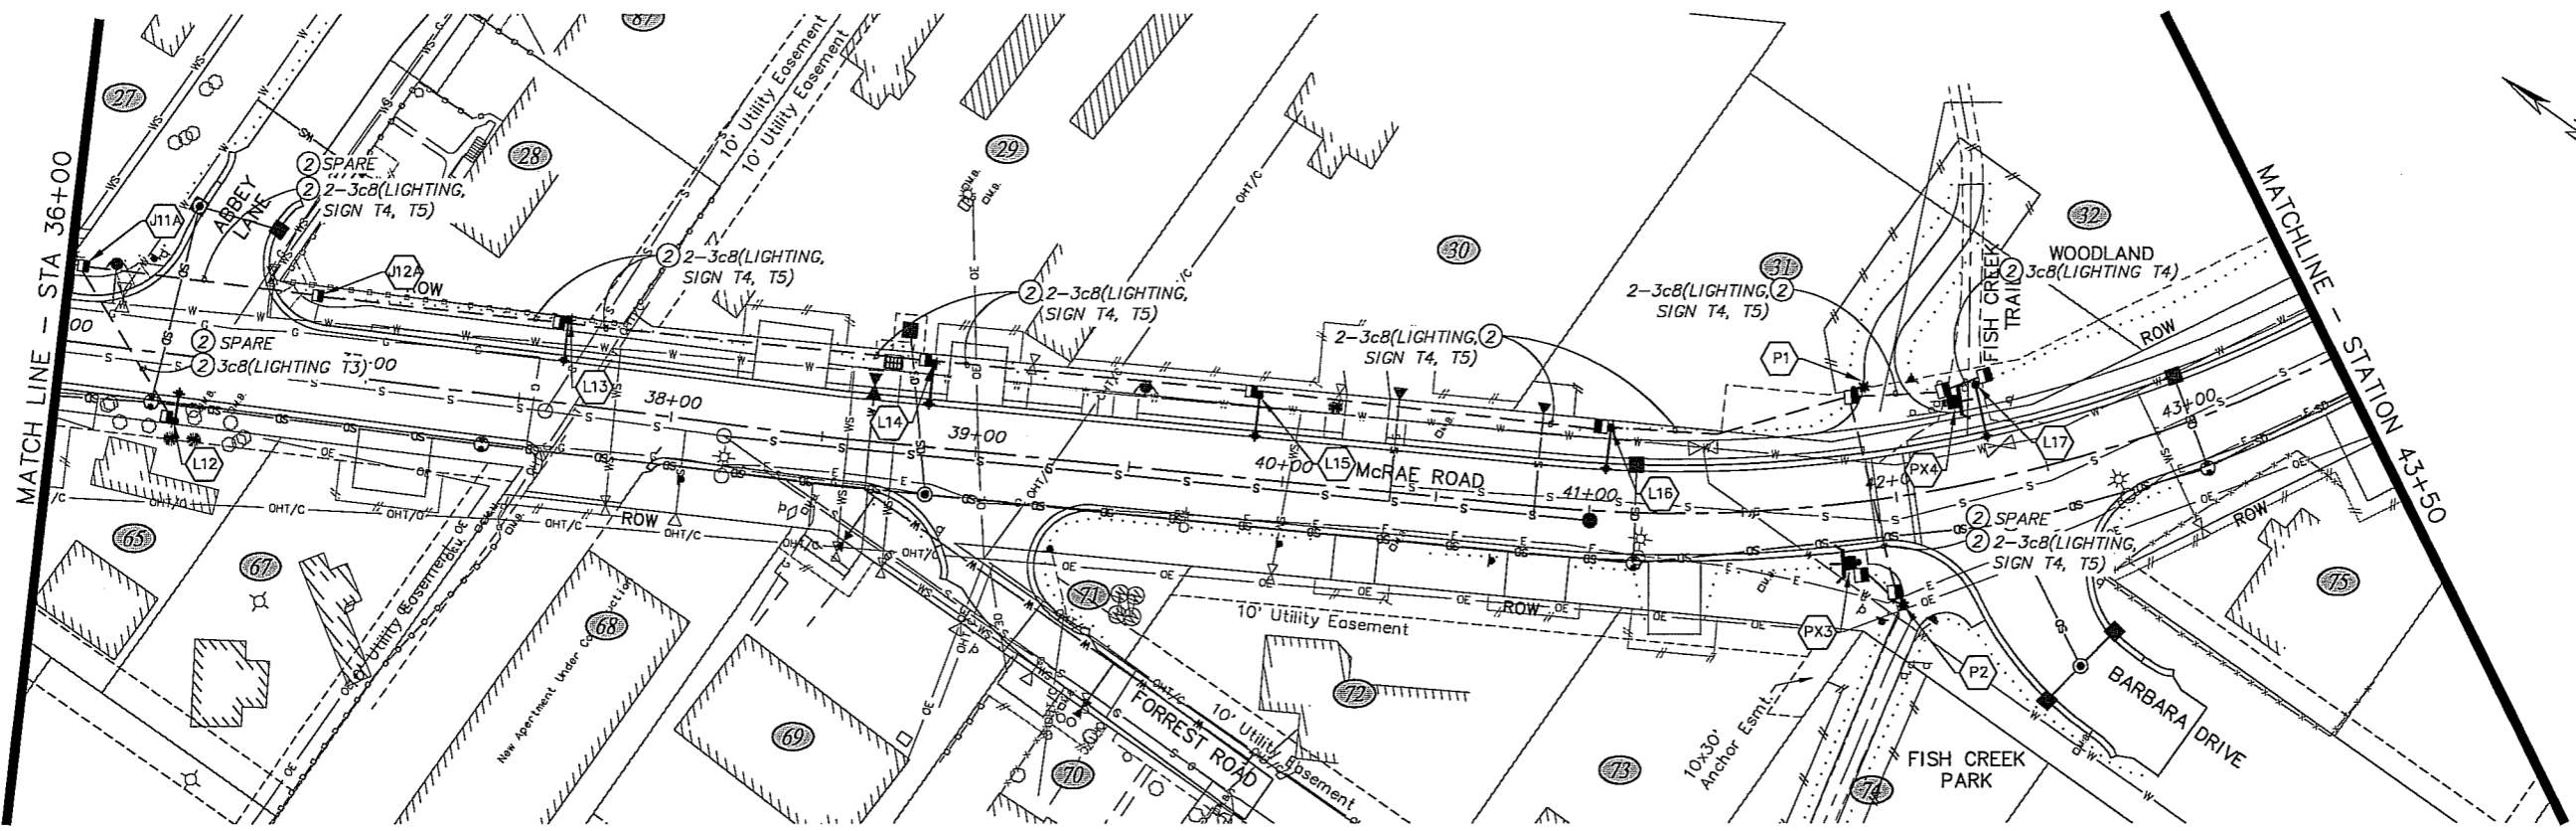 MATCH LINE - STA 36+00
27
87
28
29
30
31
32
65
67
68
69
70
71
72
73
74
75
J11A
J12A
ABBEY
LANE
2 SPARE
2 2-3c8(LIGHTING,
SIGN T4, T5)
2 SPARE
2 3c8(LIGHTING T3)
L12
2 2-3c8(LIGHTING,
SIGN T4, T5)
L13
10' Utility Easement
10' Utility Easement
38+00
L14
2 2-3c8(LIGHTING,
SIGN T4, T5)
39+00
40+00
L15
McRAE ROAD
2-3c8(LIGHTING, 2
SIGN T4, T5)
41+00
L16
2-3c8(LIGHTING, 2
SIGN T4, T5)
P1
FISH CREEK
TRAIL
WOODLAND
2 3c8(LIGHTING T4)
ROW
L17
PX4
43+00
2 SPARE
2 2-3c8(LIGHTING,
SIGN T4, T5)
ROW
PX3
P2
ROW
ROW
10' Utility Easement
New Apartment Under Construction
FORREST ROAD
10' Utility Easement
10x30'
Anchor Esmt.
FISH CREEK
PARK
BARBARA DRIVE
MATCHLINE - STATION 43+50